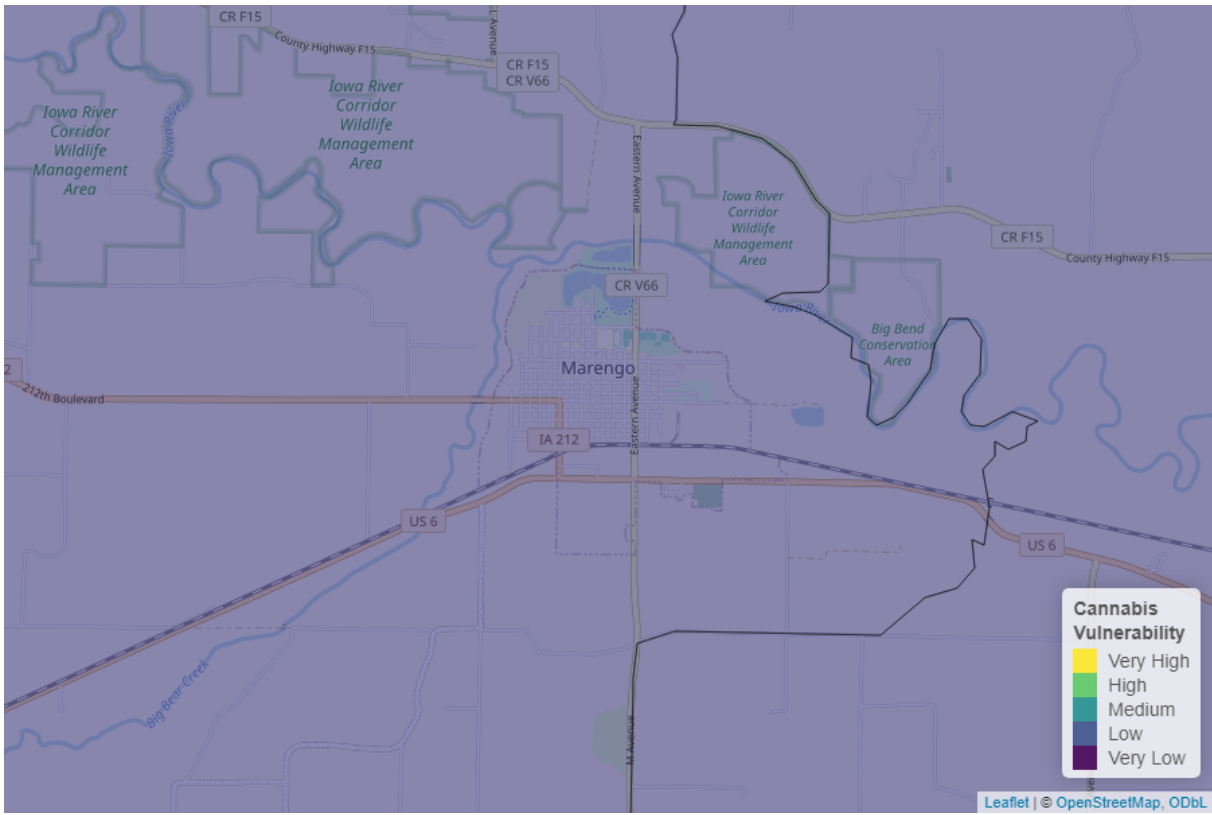 CR F15
County Highway F15
CR F15
CR V66
Iowa River
Corridor
Wildlife
Management
Area
Iowa River
Corridor
Wildlife
Management
Area
Iowa River
Eastern Avenue
Iowa River
Corridor
Wildlife
Management
Area
CR F15
County Highway F15
CR V66
Iowa River
Big Bend
Conservation
Area
Marengo
2
212th Boulevard
Eastern Avenue
IA 212
US 6
US 6
Big Bear Creek
M Avenue
Cannabis
Vulnerability
Very High
High
Medium
Low
Very Low
Leaflet | © OpenStreetMap, ODbL